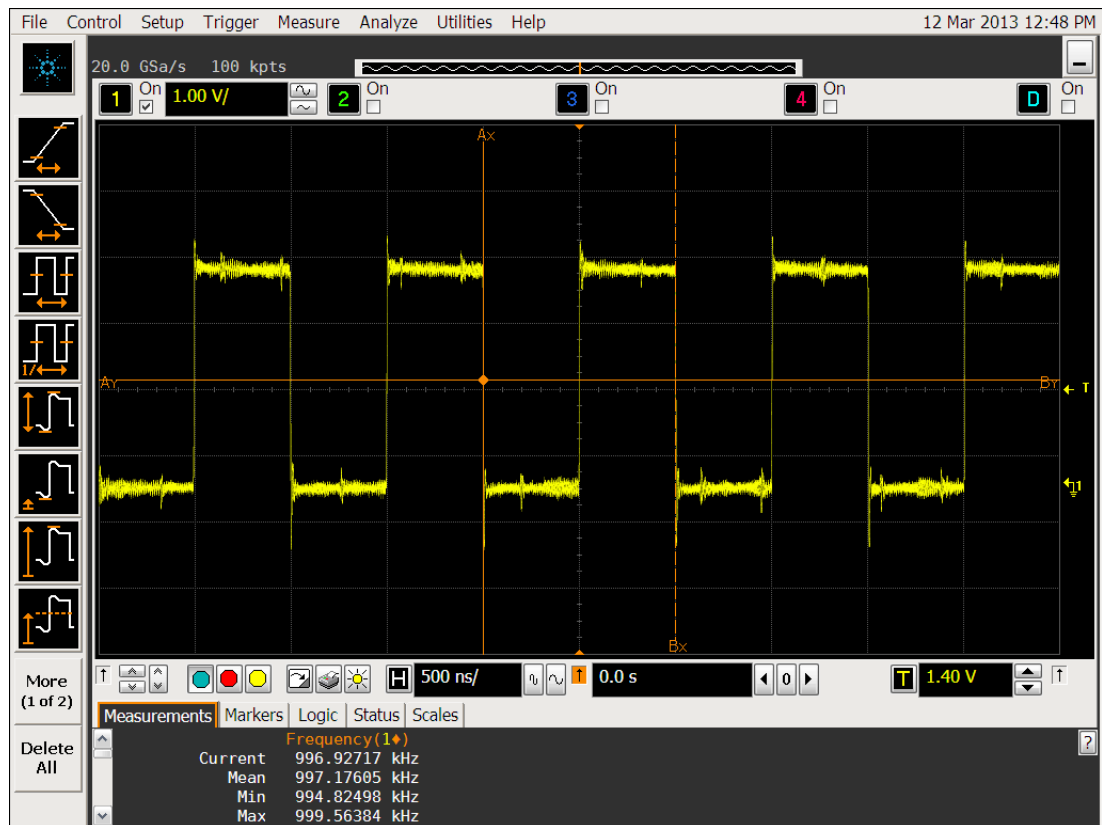 File Control Setup Trigger Measure Analyze Utilities Help 12 Mar 2013 12:48 PM
20.0 GSa/s 100 kpts
1 On 1.00 V/ 2 On 3 On 4 On D On
Ax
Ay By
T
1
Bx
1/
More
(1 of 2)
Delete
All
H 500 ns/ 0.0 s 0 T 1.40 V
Measurements Markers Logic Status Scales
?
Frequency(1♦)
Current 996.92717 kHz
Mean 997.17605 kHz
Min 994.82498 kHz
Max 999.56384 kHz